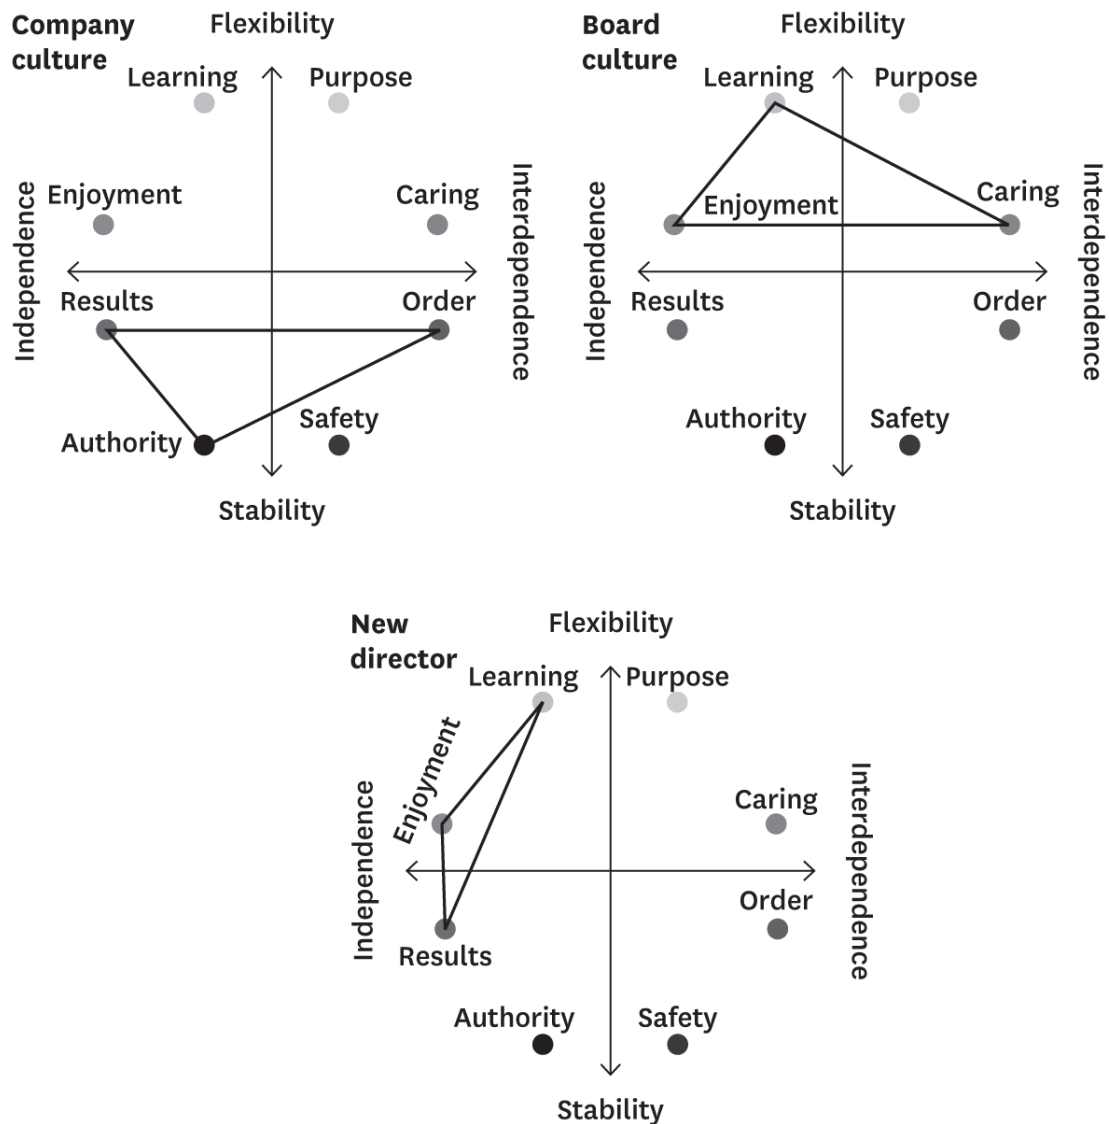 Company
culture
Flexibility
Learning
Purpose
Enjoyment
Caring
Independence
Interdependence
Results
Order
Authority
Safety
Stability
Board
culture
Flexibility
Learning
Purpose
Enjoyment
Caring
Independence
Interdependence
Results
Order
Authority
Safety
Stability
New
director
Flexibility
Learning
Purpose
Enjoyment
Caring
Independence
Interdependence
Order
Results
Authority
Safety
Stability